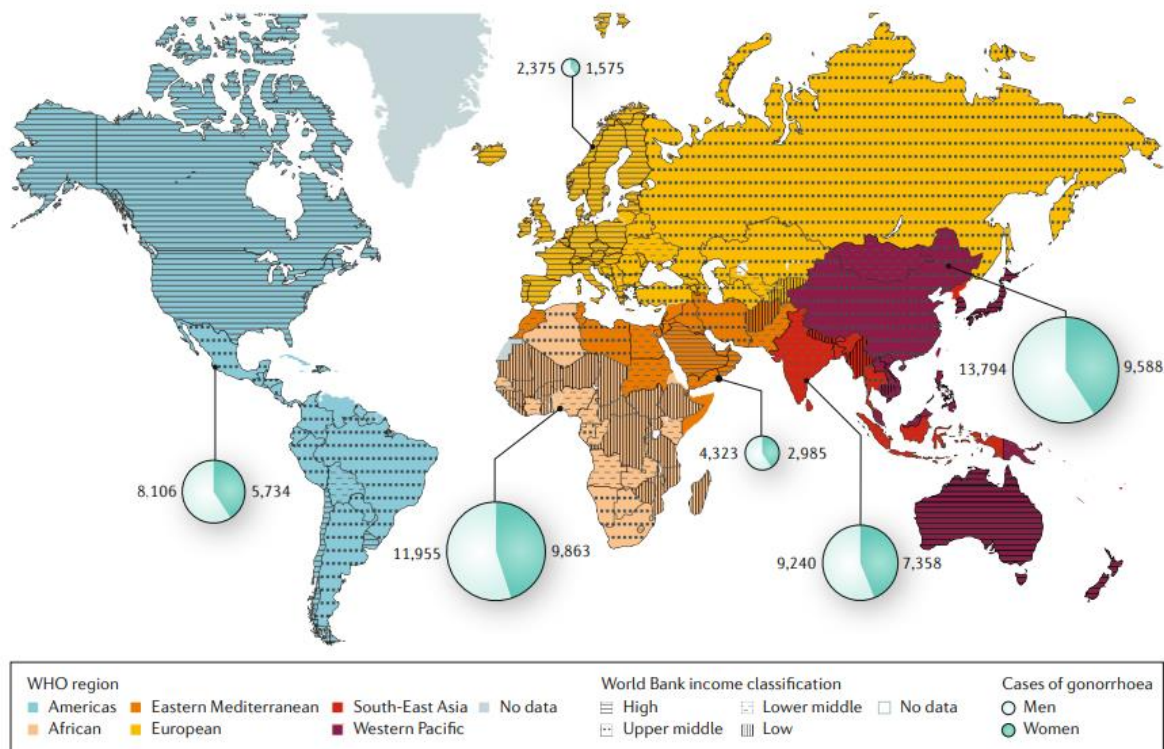 2,375 1,575
13,794 9,588
4,323 2,985
8.106 5,734
11,955 9,863
9,240 7,358
WHO region
Americas
African
Eastern Mediterranean
European
South-East Asia
Western Pacific
No data
World Bank income classification
High
Upper middle
Lower middle
Low
No data
Cases of gonorrhoea
Men
Women